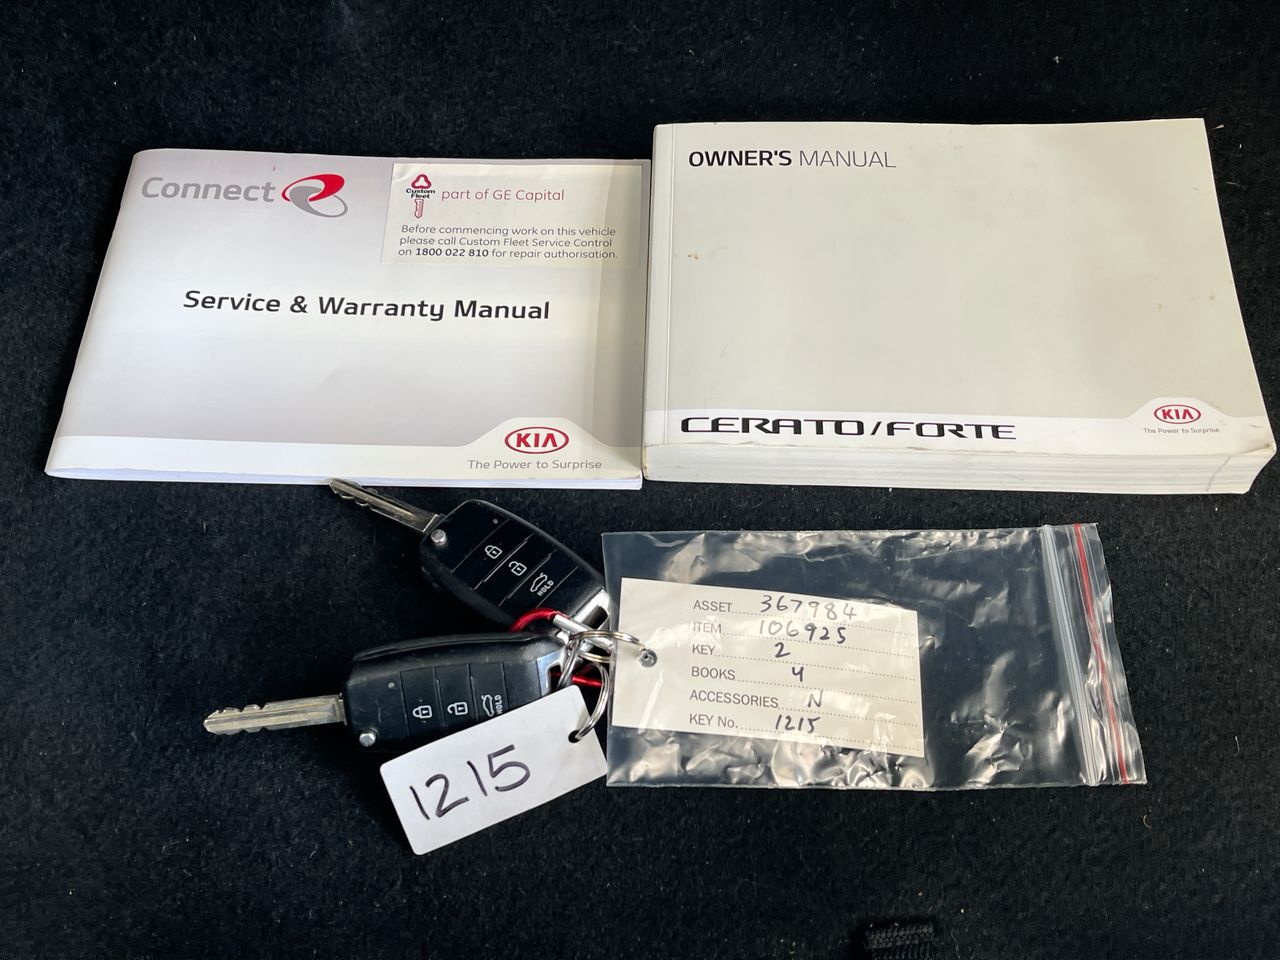 Connect
Custom
Fleet
part of GE Capital
Before commencing work on this vehicle
please call Custom Fleet Service Control
on 1800 022 810 for repair authorisation.
Service & Warranty Manual
KIA
The Power to Surprise
OWNER'S MANUAL
CERATO/FORTE
KIA
The Power to Surprise
HOLD
HOLD
1215
ASSET 367984
ITEM 106925
KEY 2
BOOKS 4
ACCESSORIES N
KEY No. 1215